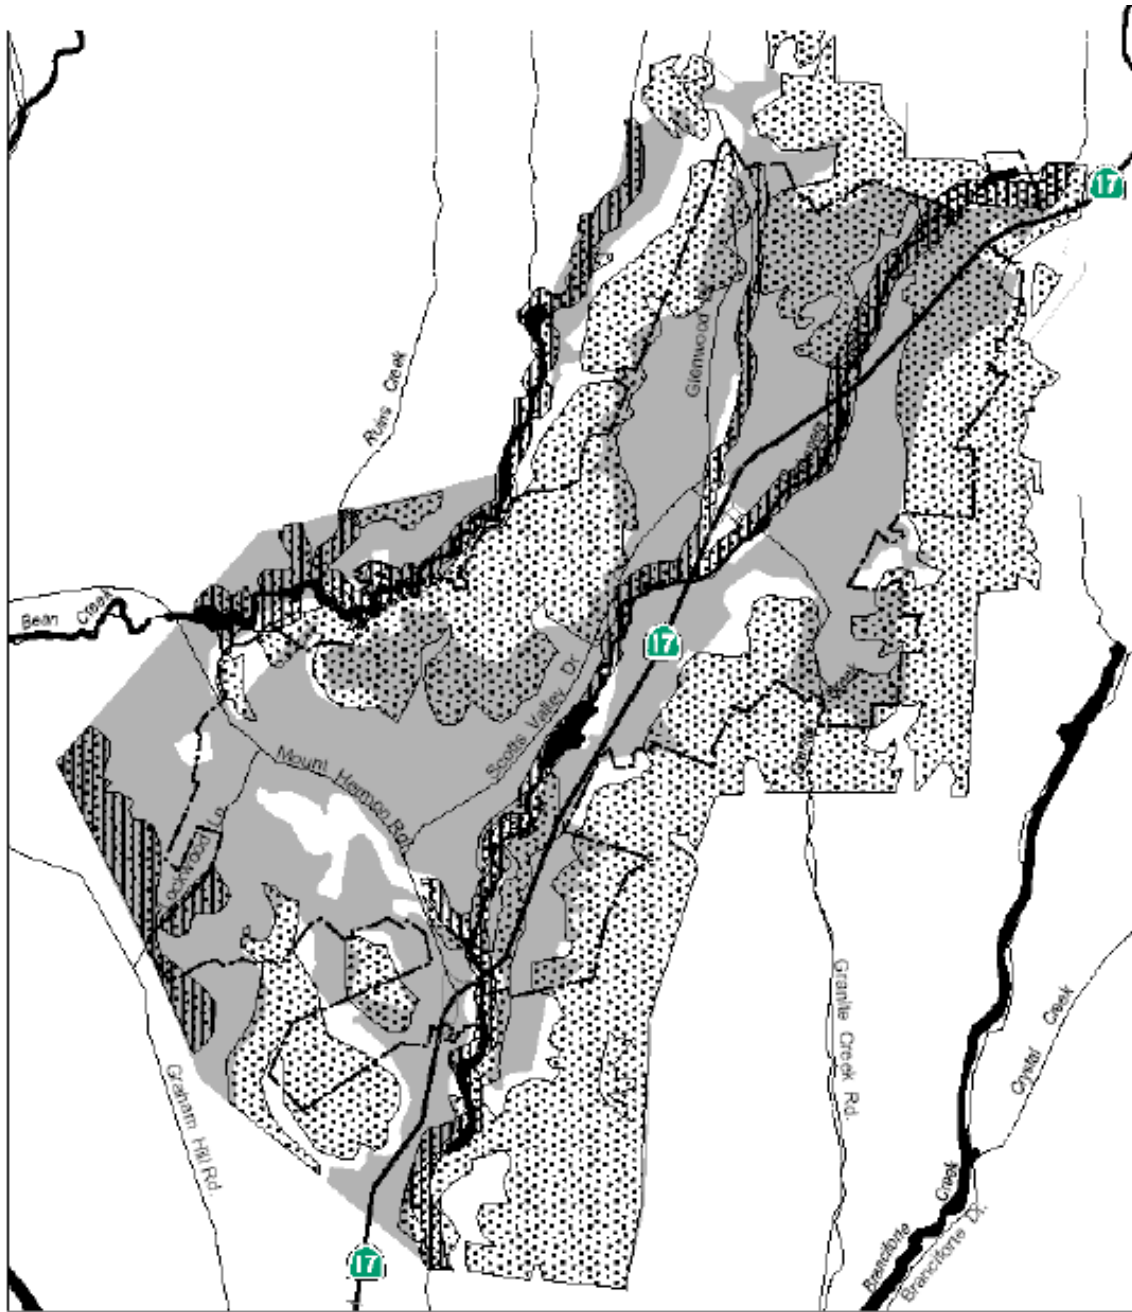 17
Glenwood
Ruins Creek
Bean Creek
17
Scotts Valley Dr.
Mount Hermon Rd.
Lockwood Ln
Granite Creek Rd.
Crystal Creek
Graham Hill Rd.
Branciforte Creek
Branciforte Dr.
17